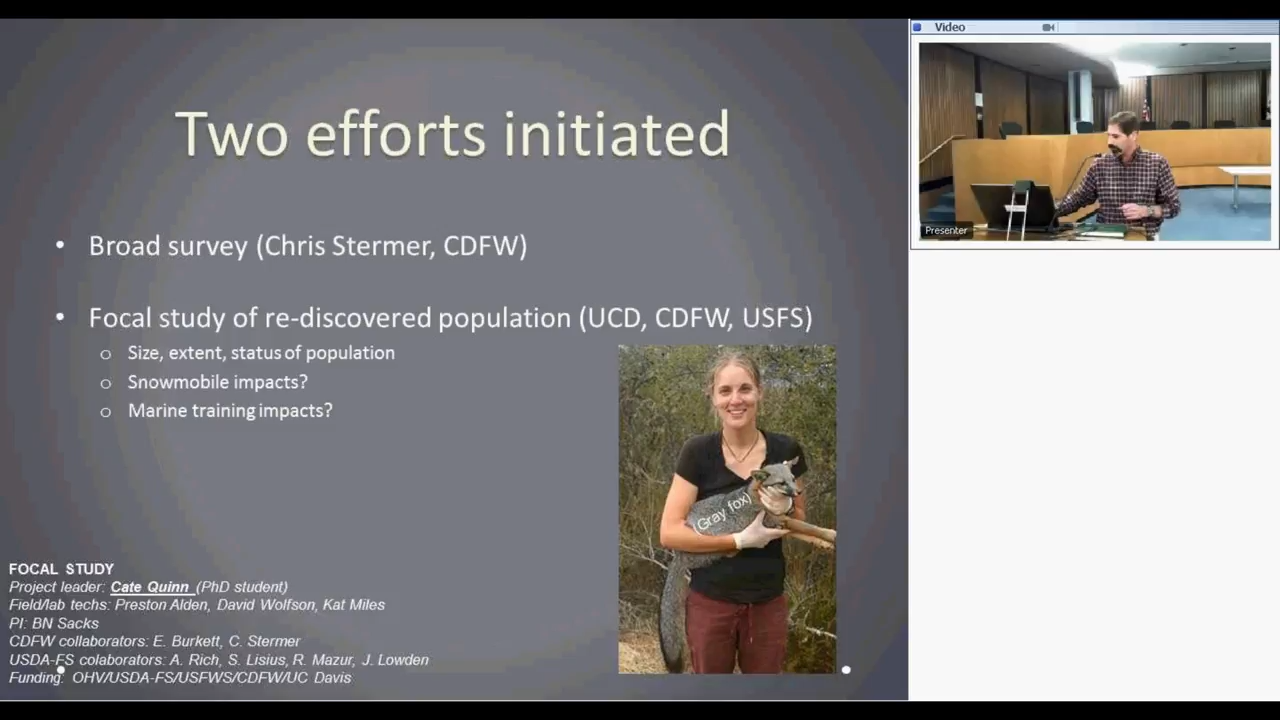 Two efforts initiated
• Broad survey (Chris Stermer, CDFW)
• Focal study of re-discovered population (UCD, CDFW, USFS)
o Size, extent, status of population
o Snowmobile impacts?
o Marine training impacts?
(Gray fox)
FOCAL STUDY
Project leader: Cate Quinn (PhD student)
Field/lab techs: Preston Alden, David Wolfson, Kat Miles
PI: BN Sacks
CDFW collaborators: E. Burkett, C. Stermer
USDA-FS colaborators: A. Rich, S. Lisius, R. Mazur, J. Lowden
Funding: OHV/USDA-FS/USFWS/CDFW/UC Davis
Video
Presenter